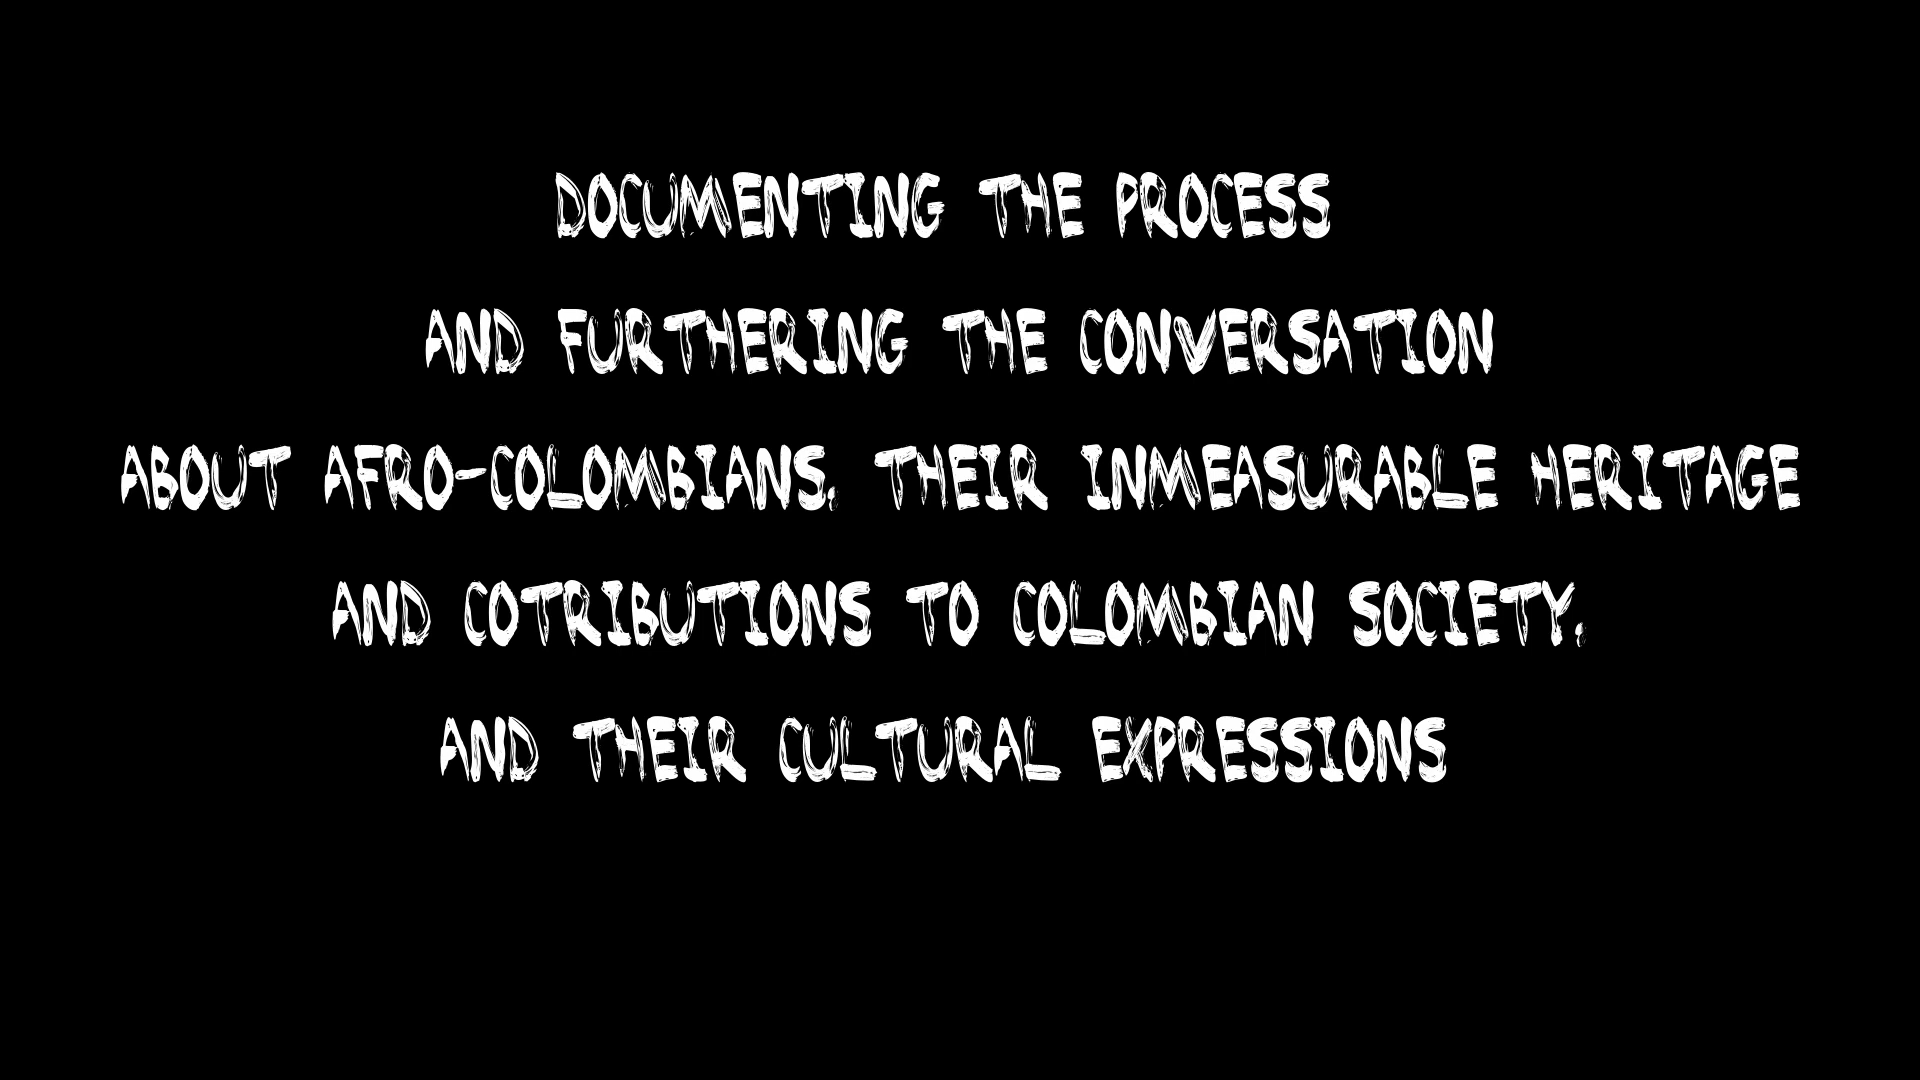 DOCUMENTING THE PROCESS
AND FURTHERING THE CONVERSATION
ABOUT AFRO-COLOMBIANS, THEIR INMEASURABLE HERITAGE
AND COTRIBUTIONS TO COLOMBIAN SOCIETY,
AND THEIR CULTURAL EXPRESSIONS